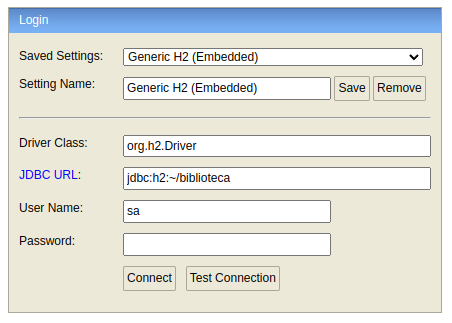 Login
Saved Settings: Generic H2 (Embedded)
Setting Name: Generic H2 (Embedded) Save Remove
Driver Class: org.h2.Driver
JDBC URL: jdbc:h2:~/biblioteca
User Name: sa
Password:
Connect Test Connection